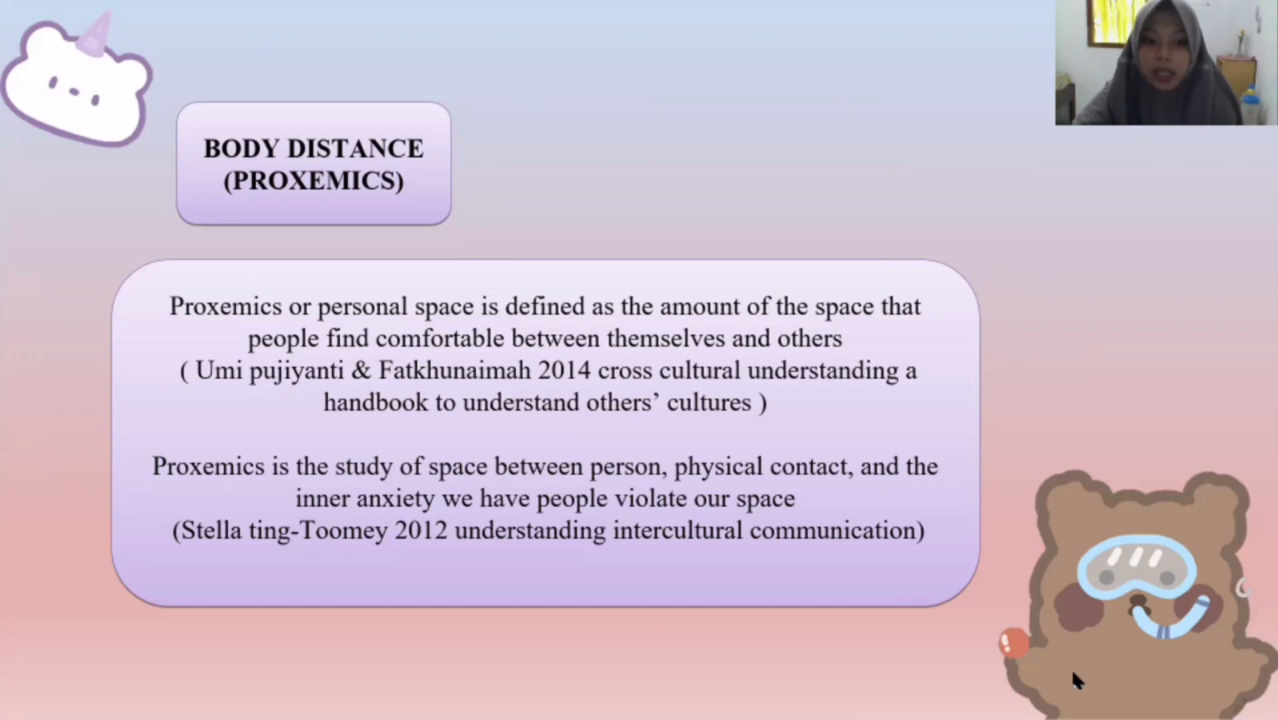 BODY DISTANCE
(PROXEMICS)
Proxemics or personal space is defined as the amount of the space that
people find comfortable between themselves and others
( Umi pujiyanti & Fatkhunaimah 2014 cross cultural understanding a
handbook to understand others’ cultures )
Proxemics is the study of space between person, physical contact, and the
inner anxiety we have people violate our space
(Stella ting-Toomey 2012 understanding intercultural communication)